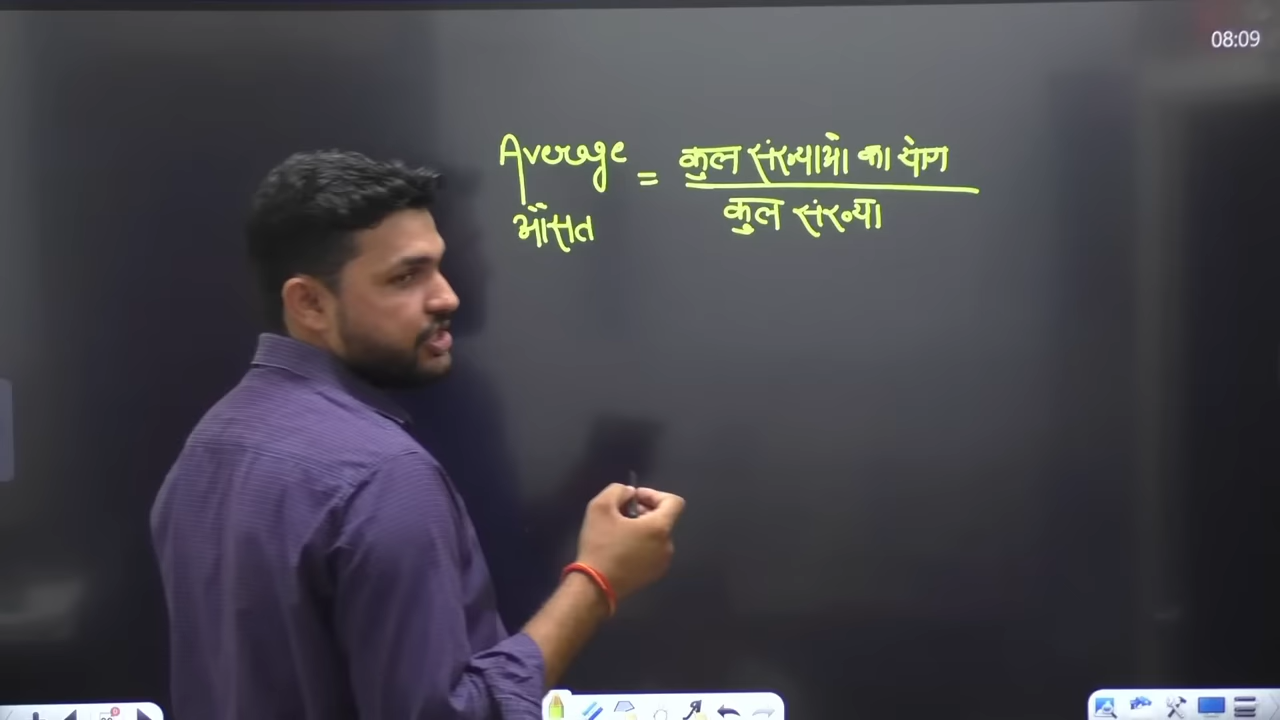 08:09
Average = कुल संख्याओं का योग
औसत कुल संख्या